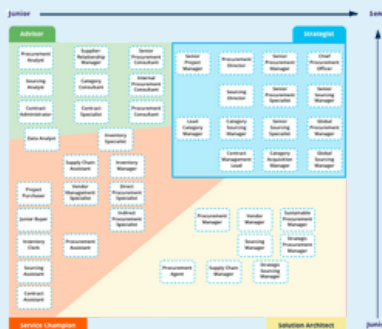 Junior
Sen
Advisor
Strategist
Procurement
Analyst
Supplier
Relationship
Manager
Senior
Procurement
Consultant
Senior
Project
Manager
Procurement
Director
Senior
Procurement
Manager
Chief
Procurement
Officer
Sourcing
Analyst
Category
Consultant
Internal
Procurement
Consultant
Sourcing
Director
Senior
Procurement
Specialist
Senior
Sourcing
Manager
Contract
Administrator
Contract
Specialist
Procurement
Consultant
Lead
Category
Manager
Category
Sourcing
Manager
Senior
Sourcing
Specialist
Global
Procurement
Manager
Data Analyst
Inventory
Specialist
Contract
Management
Lead
Category
Acquisition
Manager
Global
Sourcing
Manager
Supply Chain
Assistant
Inventory
Manager
Project
Purchaser
Vendor
Management
Specialist
Direct
Procurement
Specialist
Junior Buyer
Indirect
Procurement
Specialist
Procurement
Manager
Vendor
Manager
Sustainable
Procurement
Manager
Inventory
Clerk
Procurement
Assistant
Sourcing
Manager
Strategic
Procurement
Manager
Sourcing
Assistant
Procurement
Agent
Supply Chain
Manager
Strategic
Sourcing
Manager
Contract
Assistant
Service Champion
Solution Architect
Junio